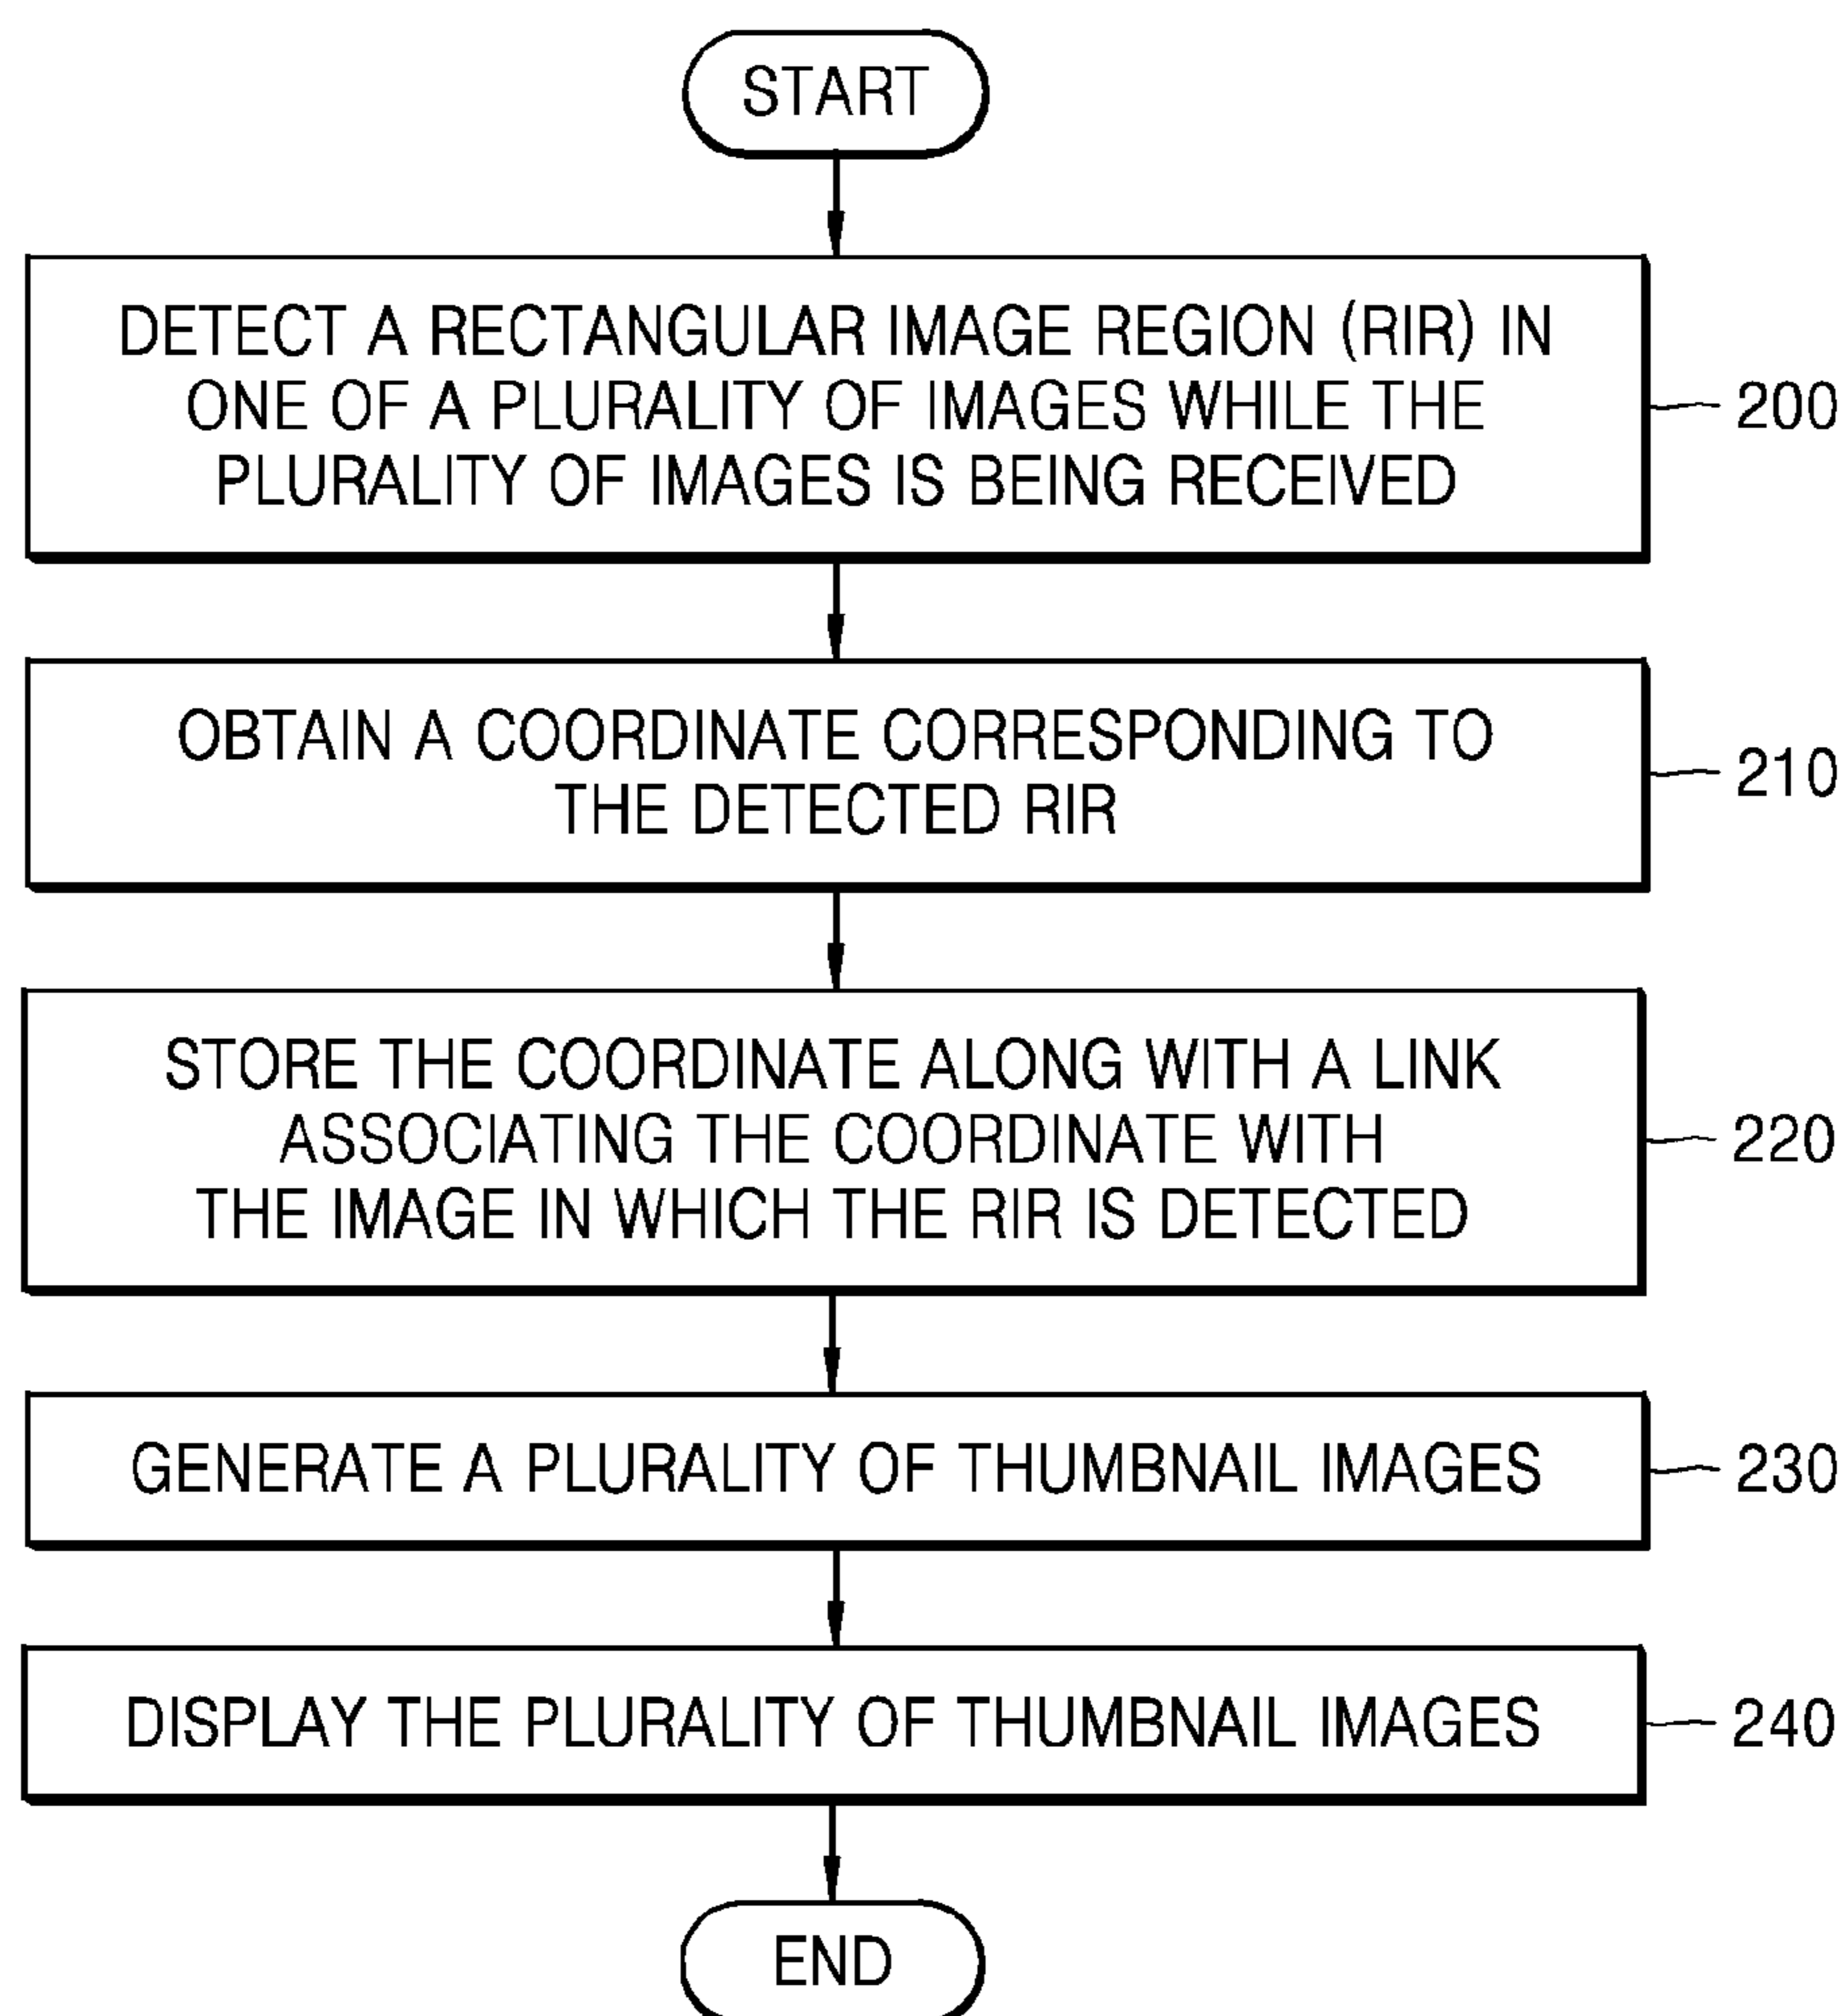 START
DETECT A RECTANGULAR IMAGE REGION (RIR) IN
ONE OF A PLURALITY OF IMAGES WHILE THE
PLURALITY OF IMAGES IS BEING RECEIVED
200
OBTAIN A COORDINATE CORRESPONDING TO
THE DETECTED RIR
210
STORE THE COORDINATE ALONG WITH A LINK
ASSOCIATING THE COORDINATE WITH
THE IMAGE IN WHICH THE RIR IS DETECTED
220
GENERATE A PLURALITY OF THUMBNAIL IMAGES
230
DISPLAY THE PLURALITY OF THUMBNAIL IMAGES
240
END